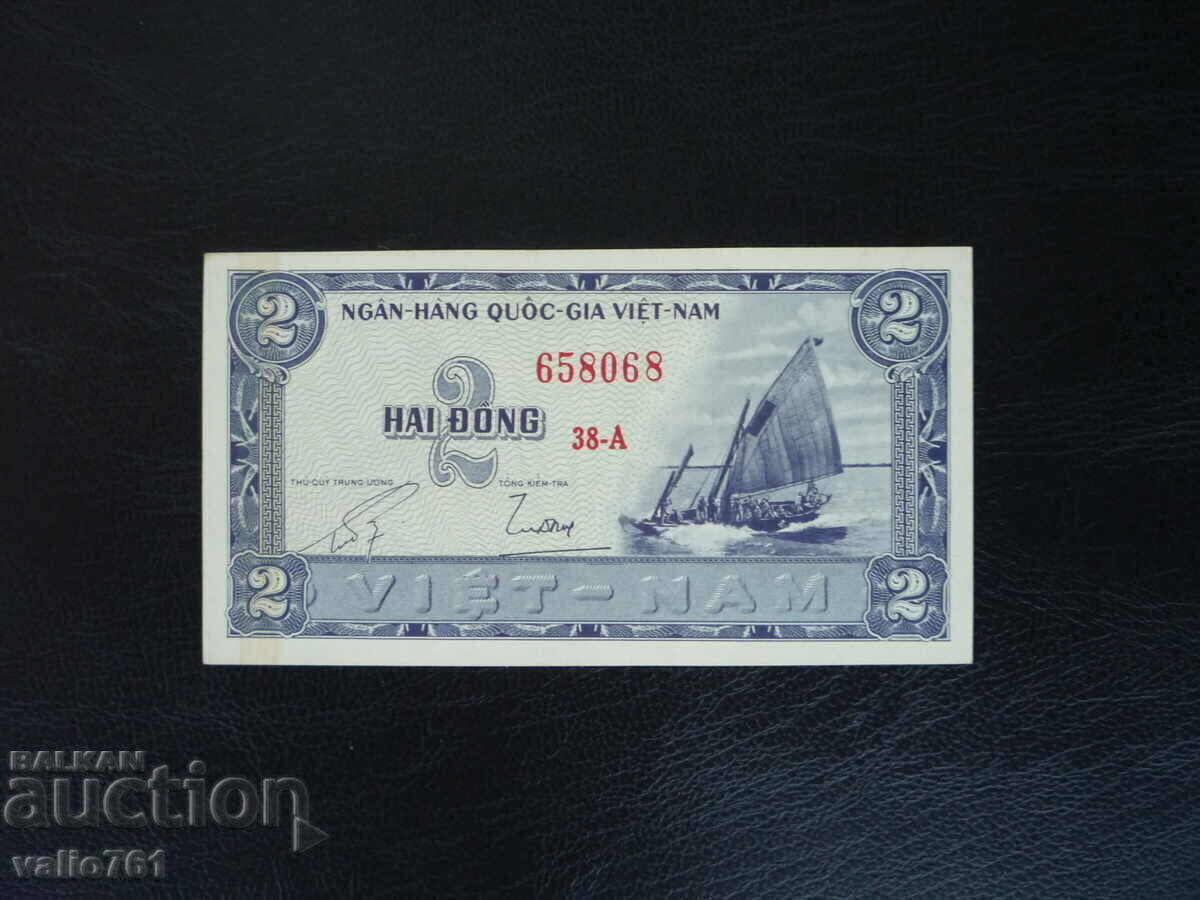 2 2
NGÂN-HÀNG QUỐC-GIA VIỆT-NAM
658068
2
HAI ĐỒNG
38-A
THỦ-QUỸ TRUNG ƯƠNG TỔNG KIỂM-TRA
2 VIỆT-NAM 2
BALKAN
auction
valio761